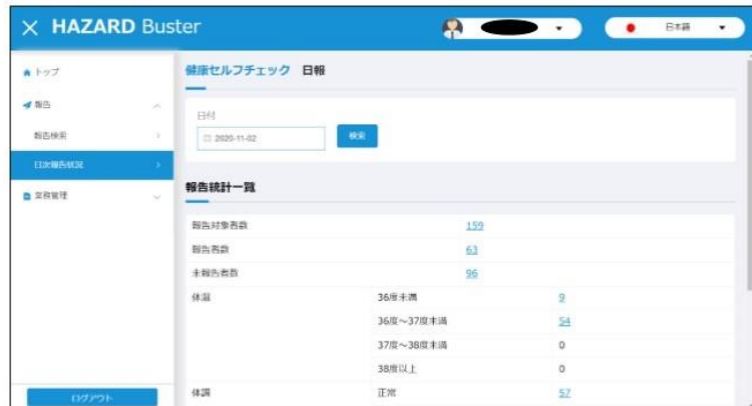 HAZARD Buster
日本語
トップ
報告
報告検索
日次報告状況
業務管理
ログアウト
健康セルフチェック 日報
日付
2020-11-02
検索
報告統計一覧
報告対象者数 159
報告者数 63
未報告者数 96
体温 36度未満 9
36度～37度未満 54
37度～38度未満 0
38度以上 0
体調 正常 57